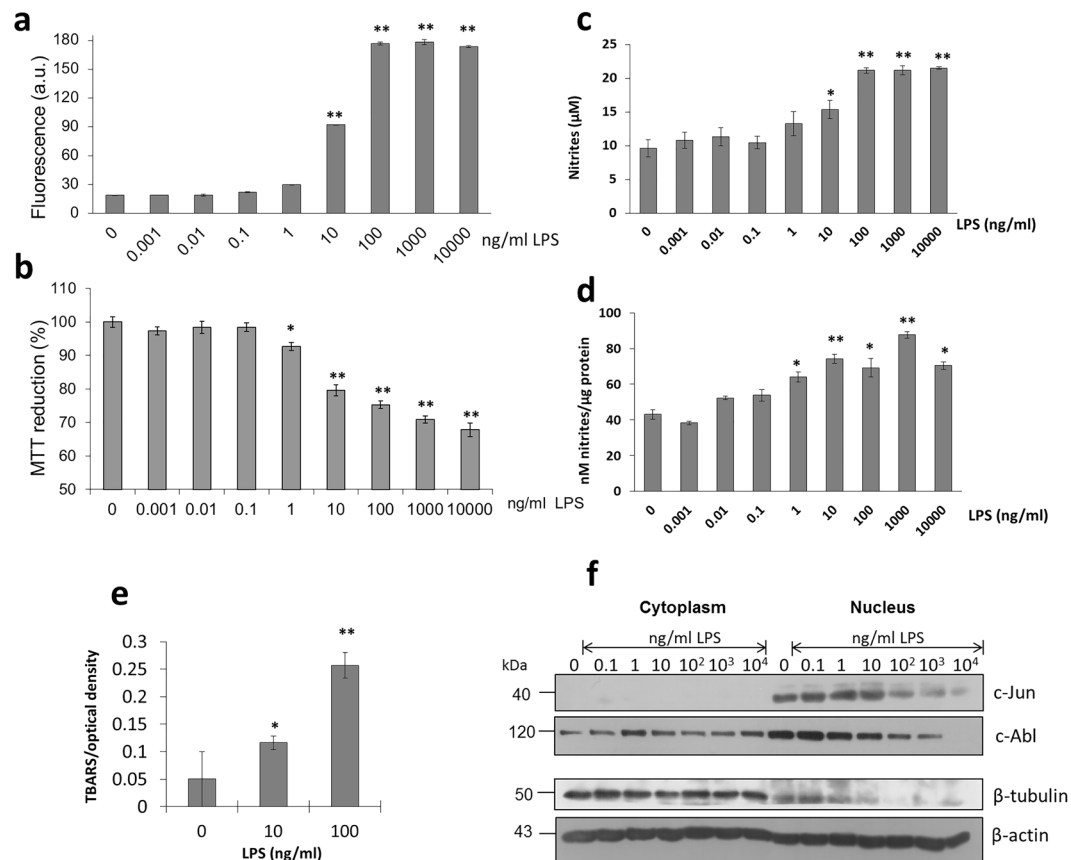 a
Fluorescence (a.u.)
180
150
120
90
60
30
0
** ** ** **
0 0.001 0.01 0.1 1 10 100 1000 10000 ng/ml LPS
b
MTT reduction (%)
110
100
90
80
70
60
50
* ** ** ** **
0 0.001 0.01 0.1 1 10 100 1000 10000 ng/ml LPS
c
Nitrites (µM)
25
20
15
10
5
0
* ** ** **
0 0.001 0.01 0.1 1 10 100 1000 10000 LPS (ng/ml)
d
nM nitrites/µg protein
100
80
60
40
20
0
* ** * ** *
0 0.001 0.01 0.1 1 10 100 1000 10000 LPS (ng/ml)
e
TBARS/optical density
0.3
0.25
0.2
0.15
0.1
0.05
0
* **
0 10 100
LPS (ng/ml)
f
Cytoplasm Nucleus
ng/ml LPS ng/ml LPS
kDa 0 0.1 1 10 10² 10³ 10⁴ 0 0.1 1 10 10² 10³ 10⁴
40 c-Jun
120 c-Abl
50 β-tubulin
43 β-actin